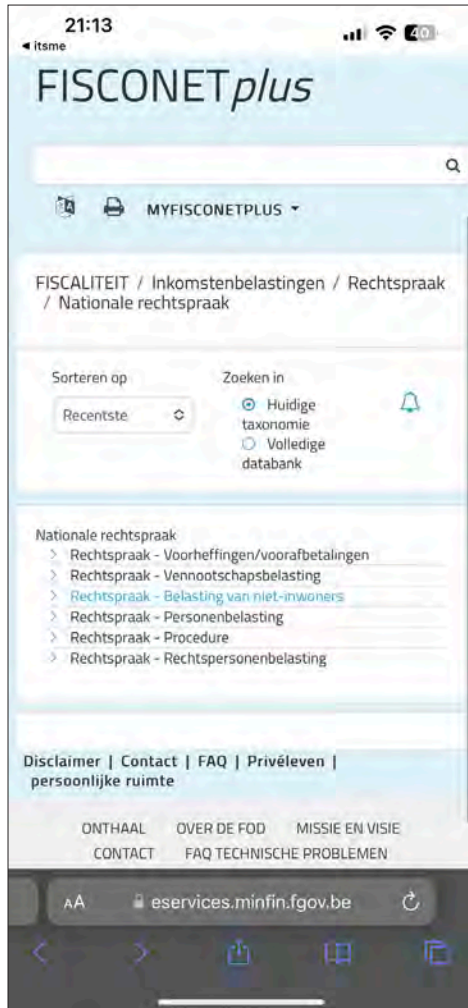 21:13
itsme
40
FISCONETplus
MYFISCONETPLUS
FISCALITEIT / Inkomstenbelastingen / Rechtspraak
/ Nationale rechtspraak
Sorteren op
Zoeken in
Recentste
Huidige
taxonomie
Volledige
databank
Nationale rechtspraak
Rechtspraak - Voorheffingen/voorafbetalingen
Rechtspraak - Vennootschapsbelasting
Rechtspraak - Belasting van niet-inwoners
Rechtspraak - Personenbelasting
Rechtspraak - Procedure
Rechtspraak - Rechtspersonenbelasting
Disclaimer | Contact | FAQ | Privéleven |
persoonlijke ruimte
ONTHAAL OVER DE FOD MISSIE EN VISIE
CONTACT FAQ TECHNISCHE PROBLEMEN
AA eservices.minfin.fgov.be